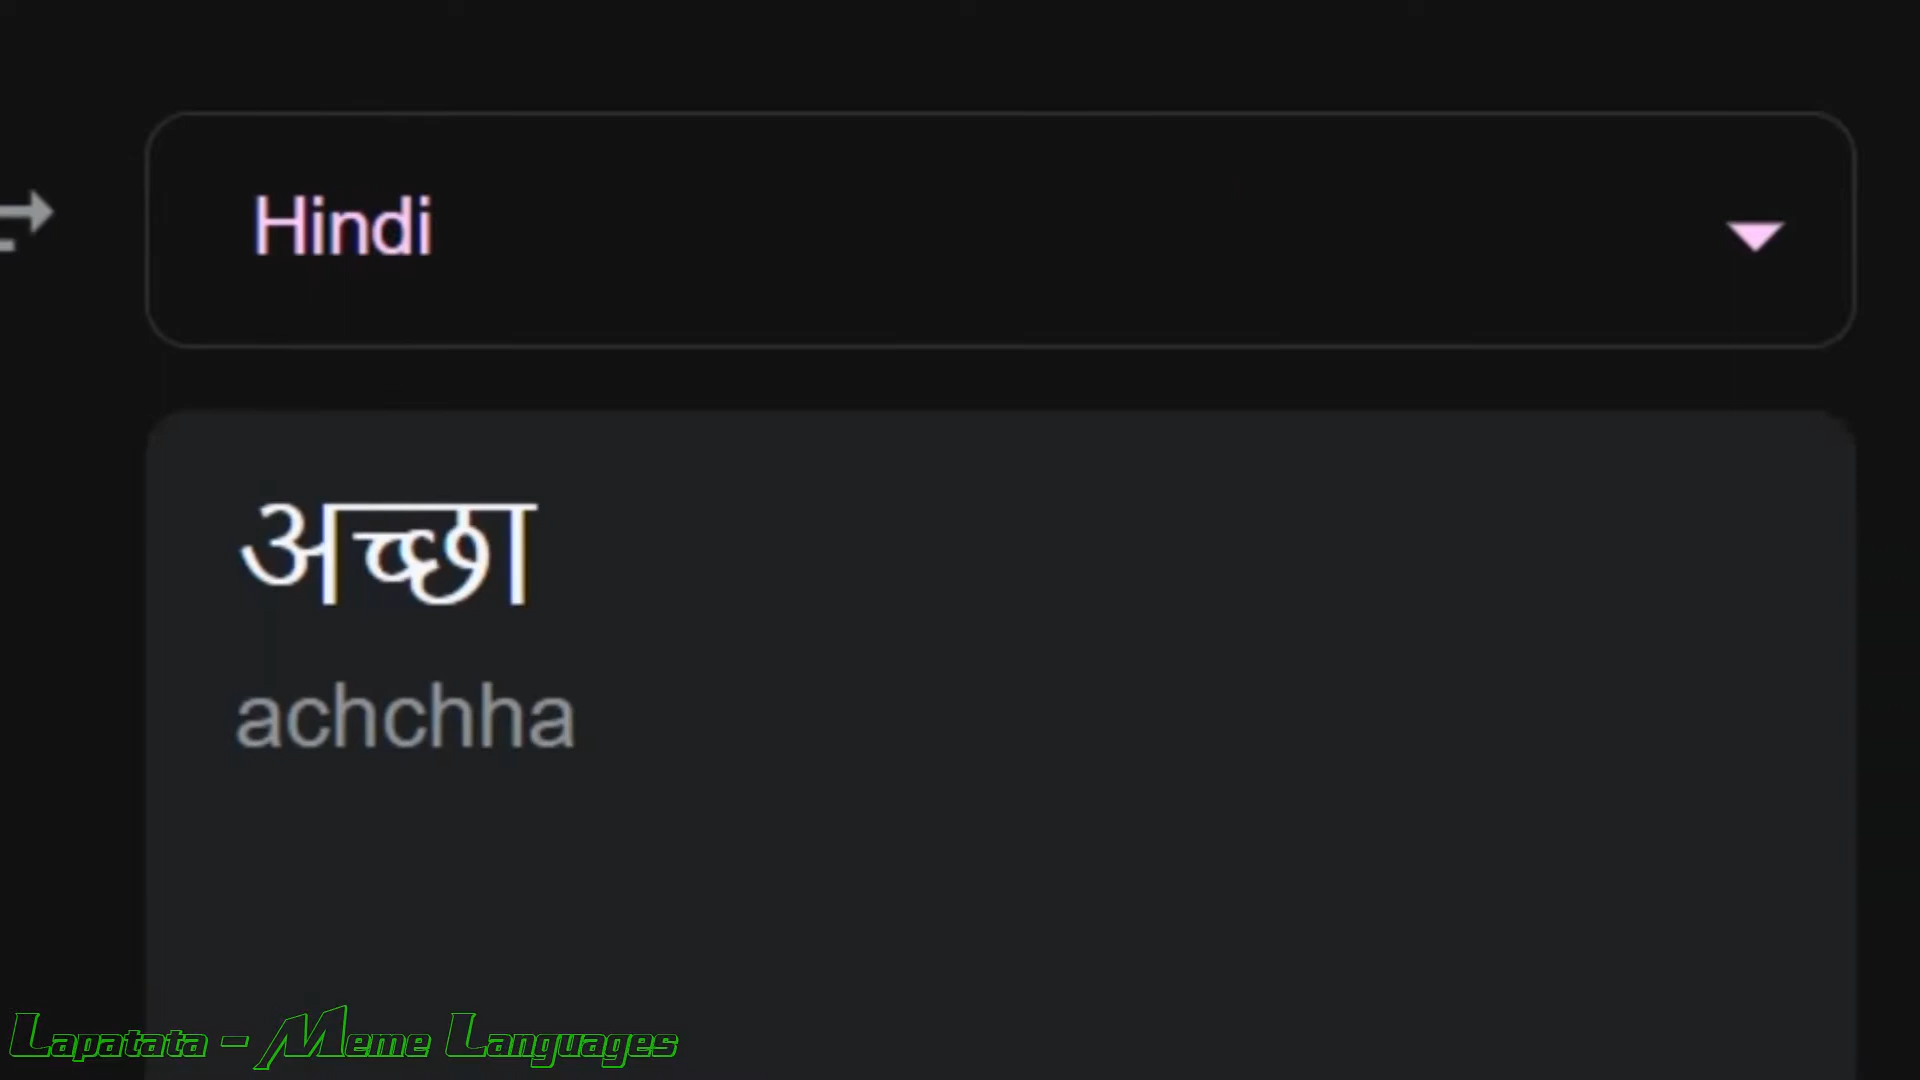 Hindi
अच्छा
achchha
Lapatata - Meme Languages